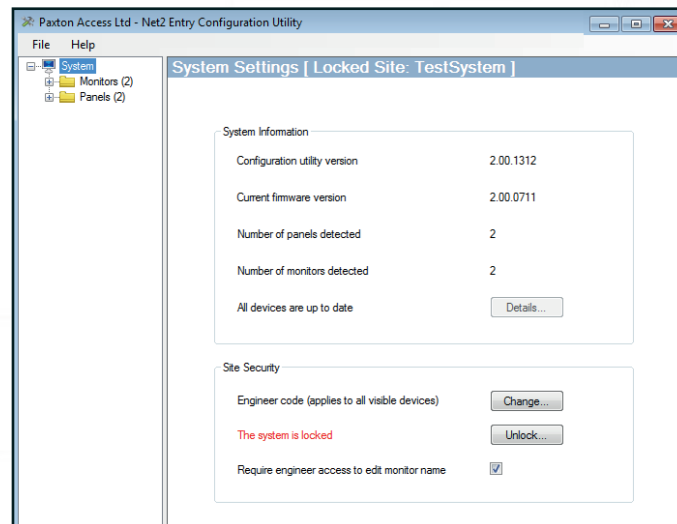 Paxton Access Ltd - Net2 Entry Configuration Utility
File Help
System
Monitors (2)
Panels (2)
System Settings [ Locked Site: TestSystem ]
System Information
Configuration utility version 2.00.1312
Current firmware version 2.00.0711
Number of panels detected 2
Number of monitors detected 2
All devices are up to date Details...
Site Security
Engineer code (applies to all visible devices) Change...
The system is locked Unlock...
Require engineer access to edit monitor name